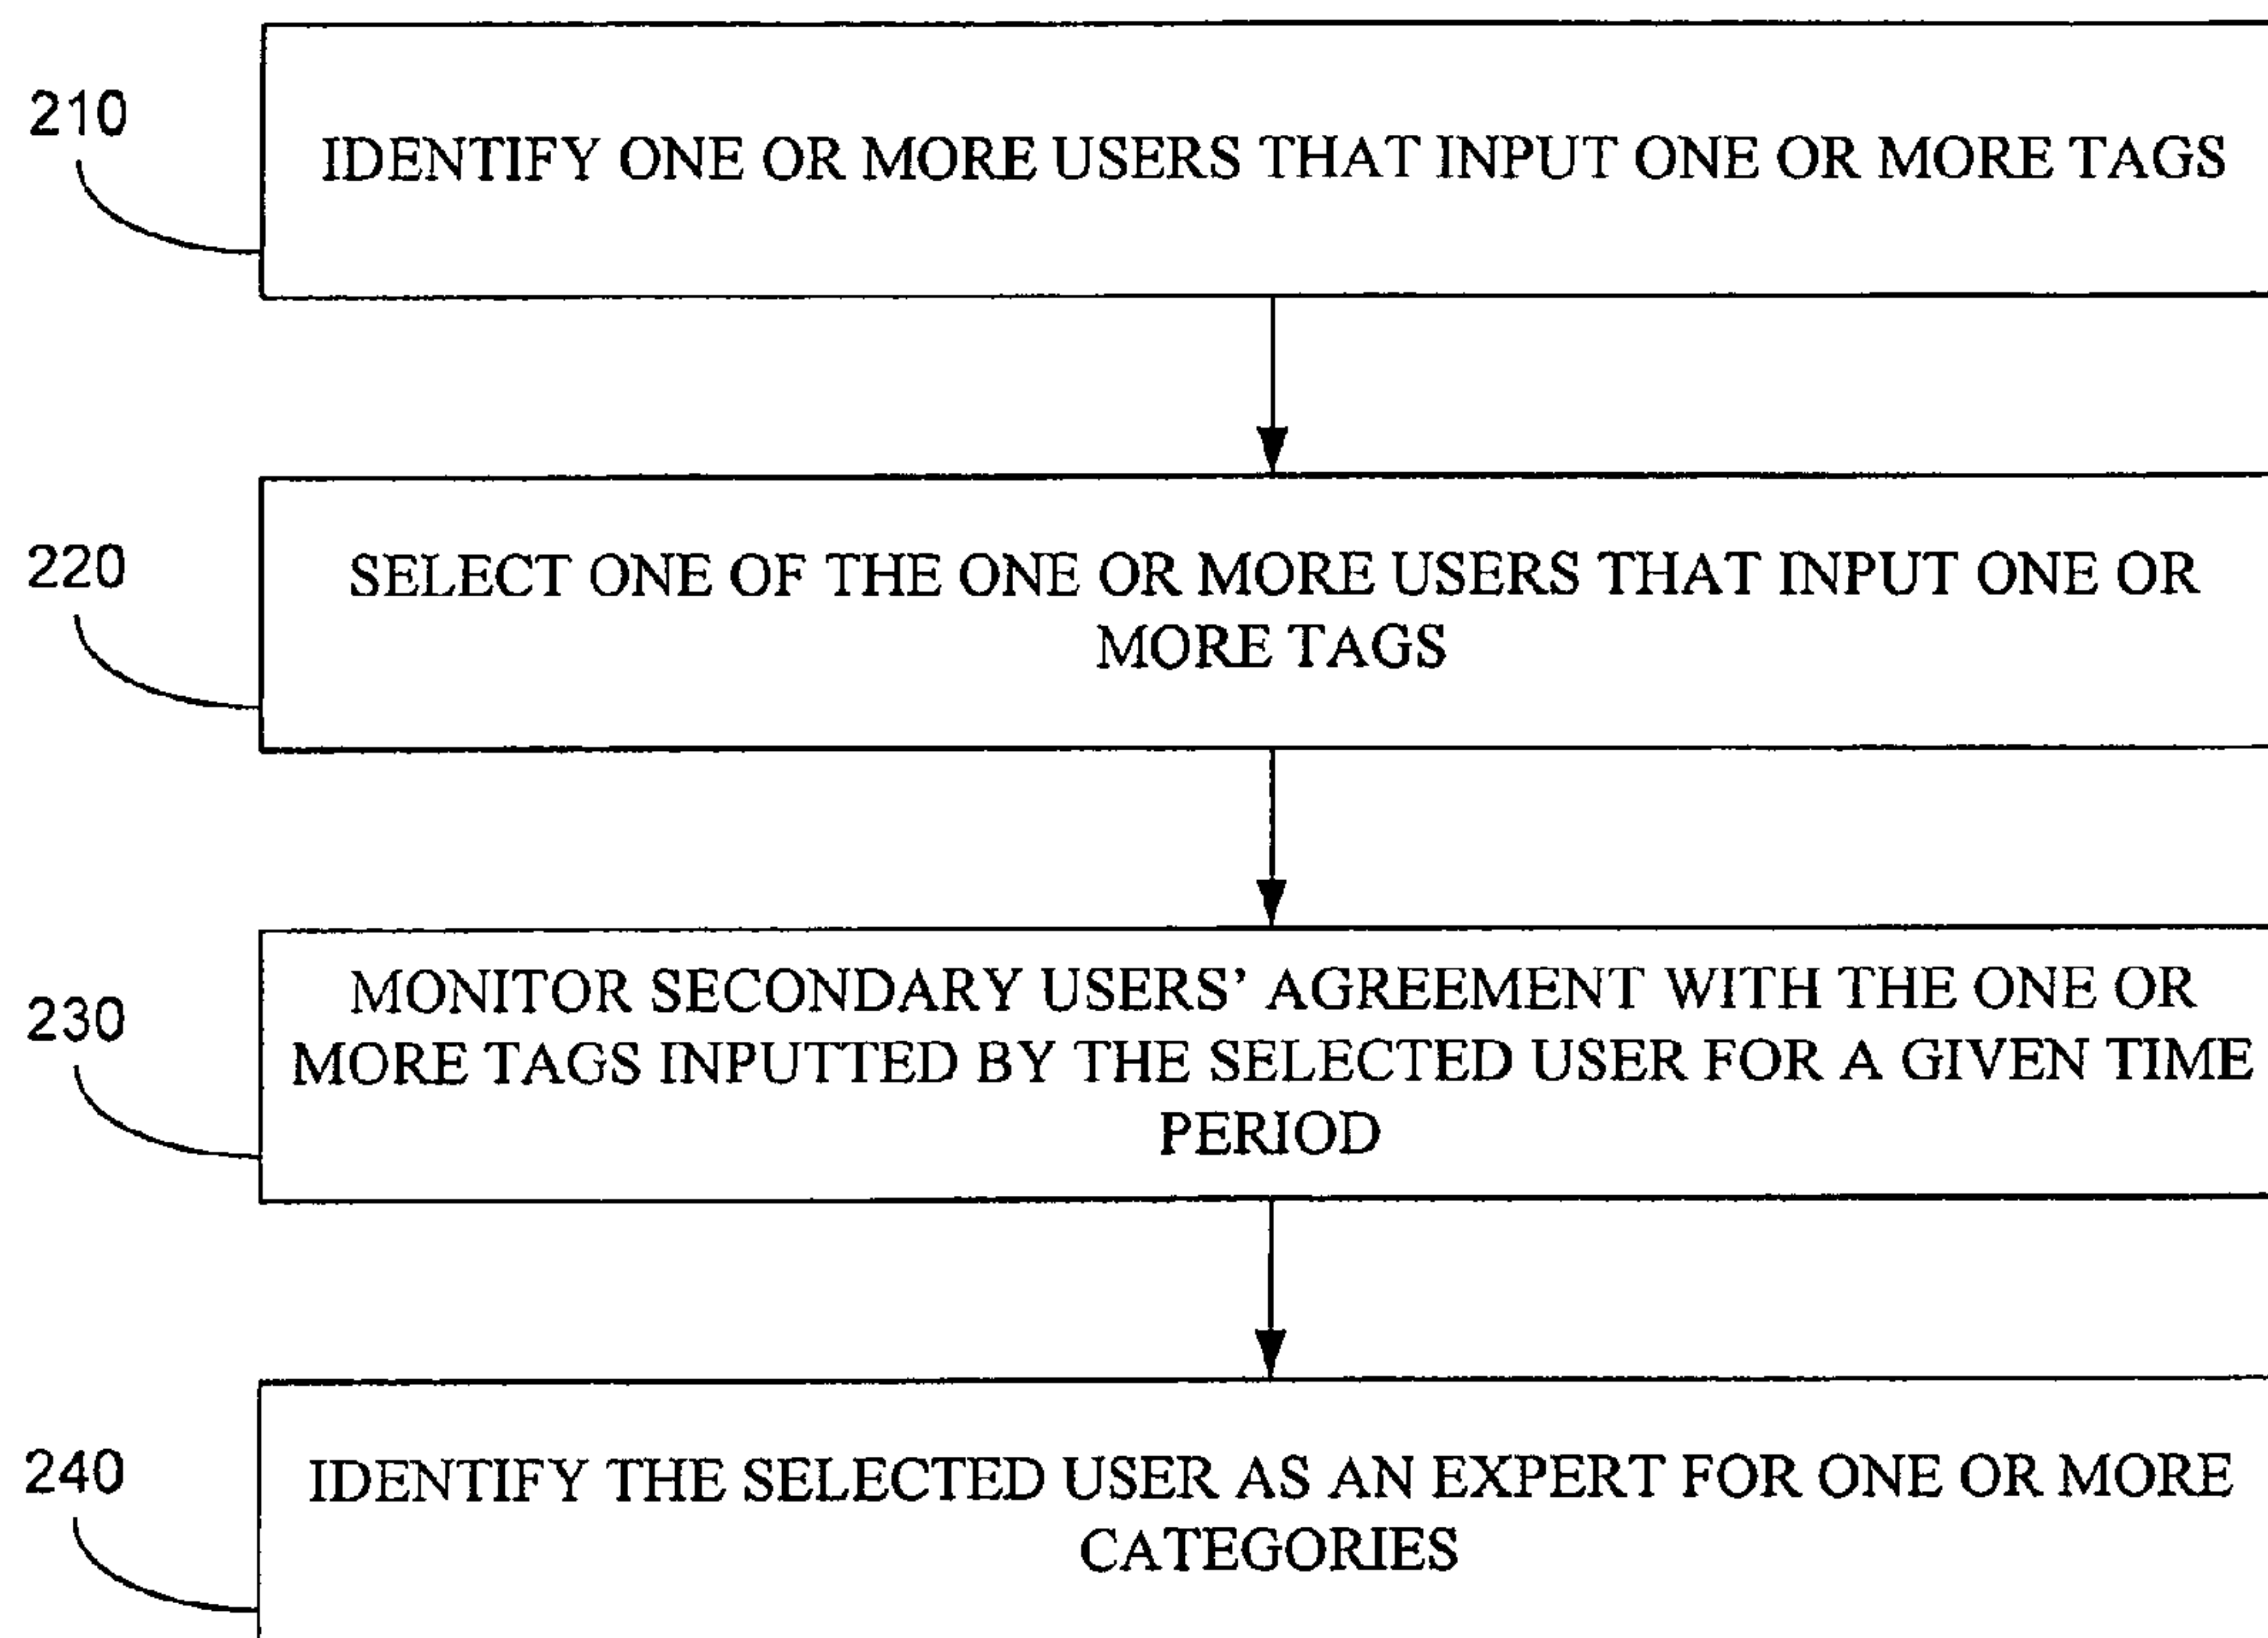 210
IDENTIFY ONE OR MORE USERS THAT INPUT ONE OR MORE TAGS
220
SELECT ONE OF THE ONE OR MORE USERS THAT INPUT ONE OR
MORE TAGS
230
MONITOR SECONDARY USERS’ AGREEMENT WITH THE ONE OR
MORE TAGS INPUTTED BY THE SELECTED USER FOR A GIVEN TIME
PERIOD
240
IDENTIFY THE SELECTED USER AS AN EXPERT FOR ONE OR MORE
CATEGORIES